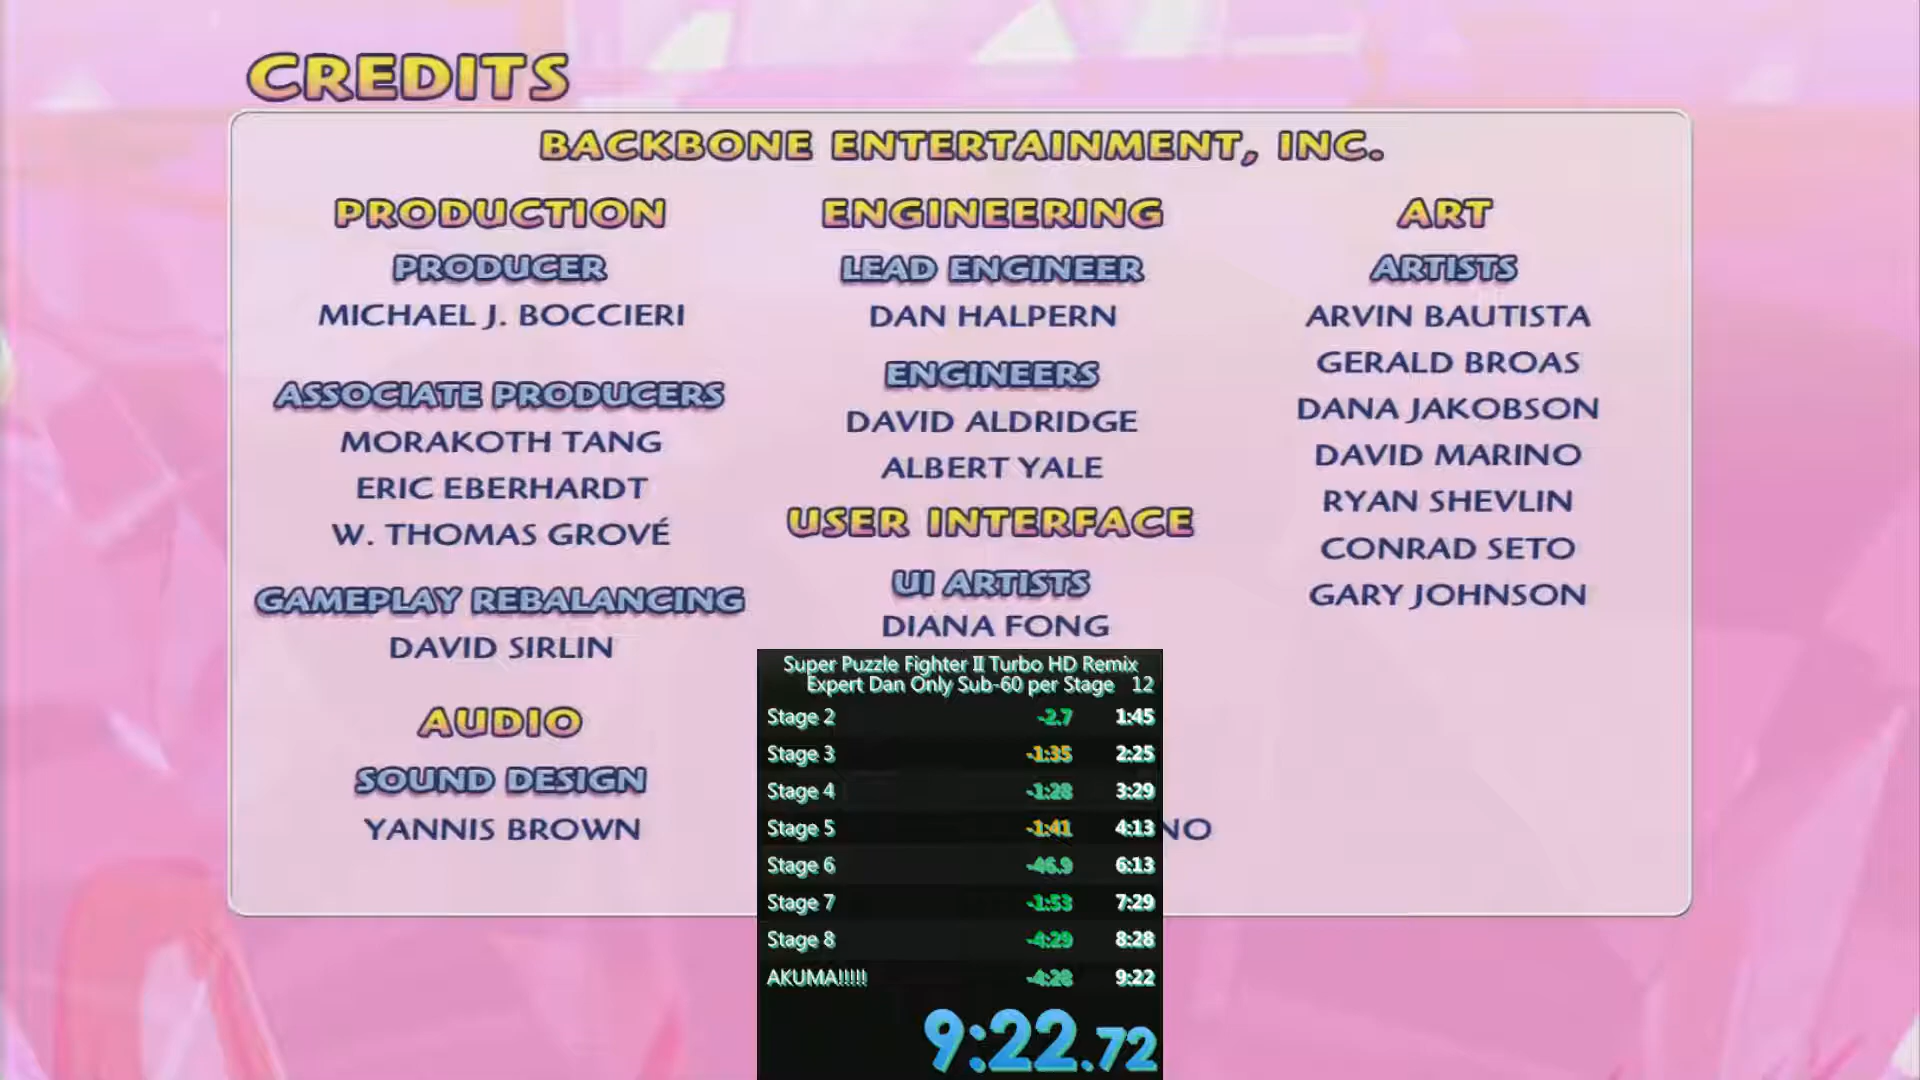 CREDITS
BACKBONE ENTERTAINMENT, INC.
PRODUCTION
PRODUCER
MICHAEL J. BOCCIERI
ASSOCIATE PRODUCERS
MORAKOTH TANG
ERIC EBERHARDT
W. THOMAS GROVÉ
GAMEPLAY REBALANCING
DAVID SIRLIN
AUDIO
SOUND DESIGN
YANNIS BROWN
ENGINEERING
LEAD ENGINEER
DAN HALPERN
ENGINEERS
DAVID ALDRIDGE
ALBERT YALE
USER INTERFACE
UI ARTISTS
DIANA FONG
NO
ART
ARTISTS
ARVIN BAUTISTA
GERALD BROAS
DANA JAKOBSON
DAVID MARINO
RYAN SHEVLIN
CONRAD SETO
GARY JOHNSON
Super Puzzle Fighter II Turbo HD Remix
Expert Dan Only Sub-60 per Stage 12
Stage 2 -2.7 1:45
Stage 3 -1:35 2:25
Stage 4 -1:28 3:29
Stage 5 -1:41 4:13
Stage 6 -46.9 6:13
Stage 7 -1:53 7:29
Stage 8 -4:29 8:28
AKUMA!!!!! -4:28 9:22
9:22.72